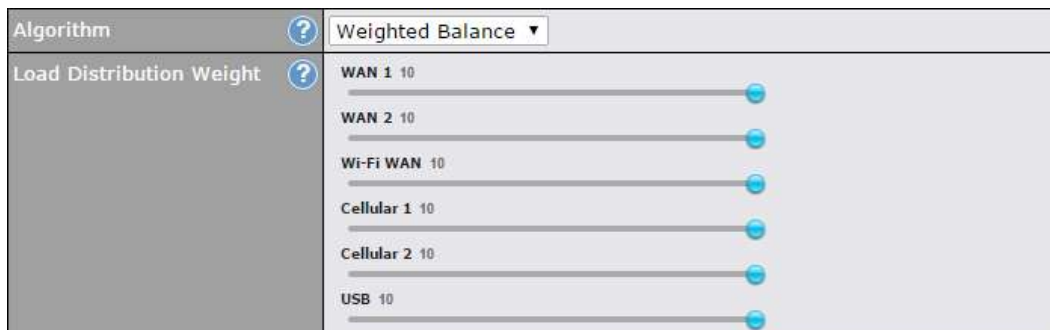 Algorithm ? Weighted Balance ▼
Load Distribution Weight ? WAN 1 10
WAN 2 10
Wi-Fi WAN 10
Cellular 1 10
Cellular 2 10
USB 10